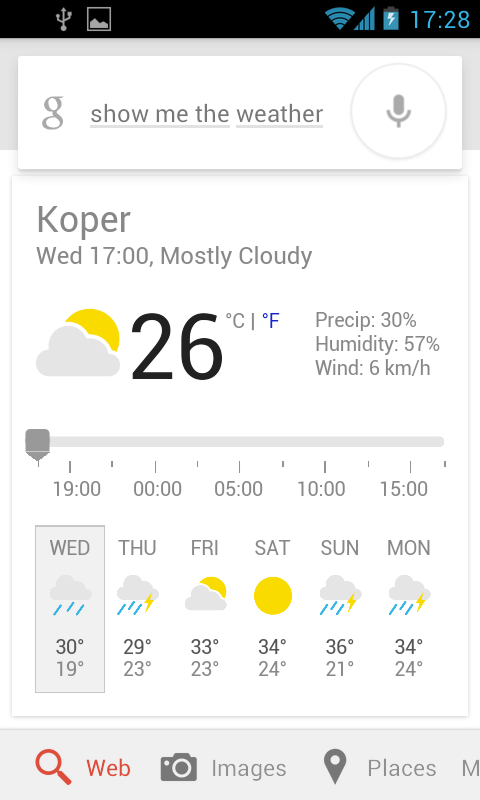 17:28
g show me the weather
Koper
Wed 17:00, Mostly Cloudy
26 °C | °F
Precip: 30%
Humidity: 57%
Wind: 6 km/h
19:00 00:00 05:00 10:00 15:00
WED THU FRI SAT SUN MON
30° 29° 33° 34° 36° 34°
19° 23° 23° 24° 21° 24°
Web Images Places M